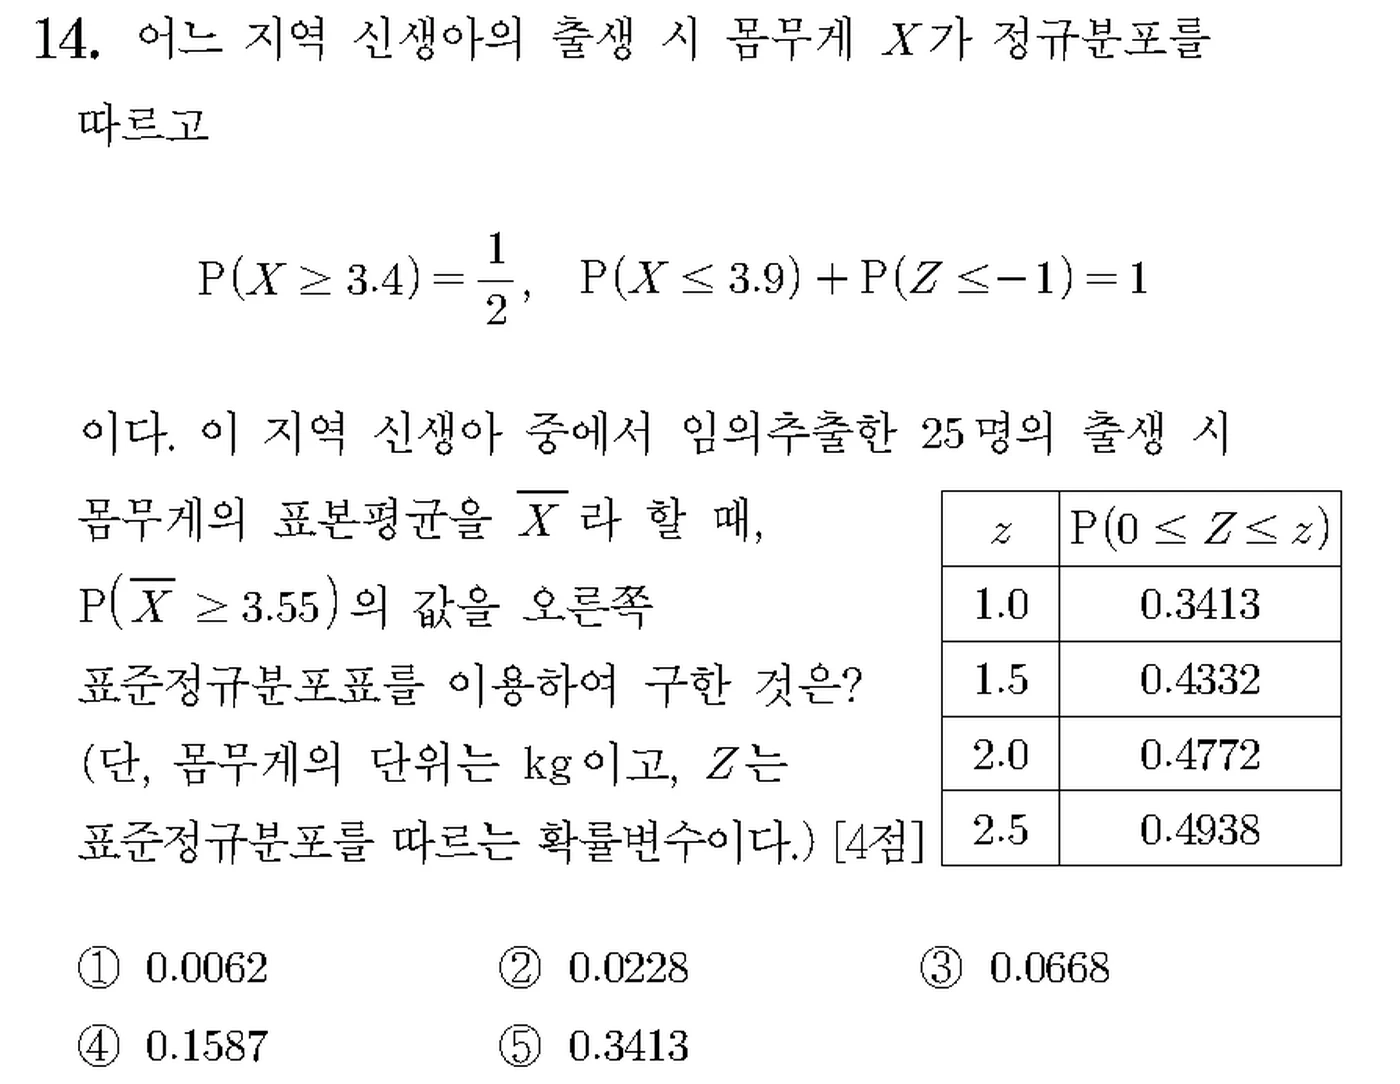 14. 어느 지역 신생아의 출생 시 몸무게 X가 정규분포를
따르고
P(X ≥ 3.4) = 1/2, P(X ≤ 3.9) + P(Z ≤ −1) = 1
이다. 이 지역 신생아 중에서 임의추출한 25명의 출생 시
몸무게의 표본평균을 X̅라 할 때,
P(X̅ ≥ 3.55)의 값을 오른쪽
표준정규분포표를 이용하여 구한 것은?
(단, 몸무게의 단위는 kg이고, Z는
표준정규분포를 따르는 확률변수이다.) [4점]
z P(0 ≤ Z ≤ z)
1.0 0.3413
1.5 0.4332
2.0 0.4772
2.5 0.4938
① 0.0062 ② 0.0228 ③ 0.0668
④ 0.1587 ⑤ 0.3413